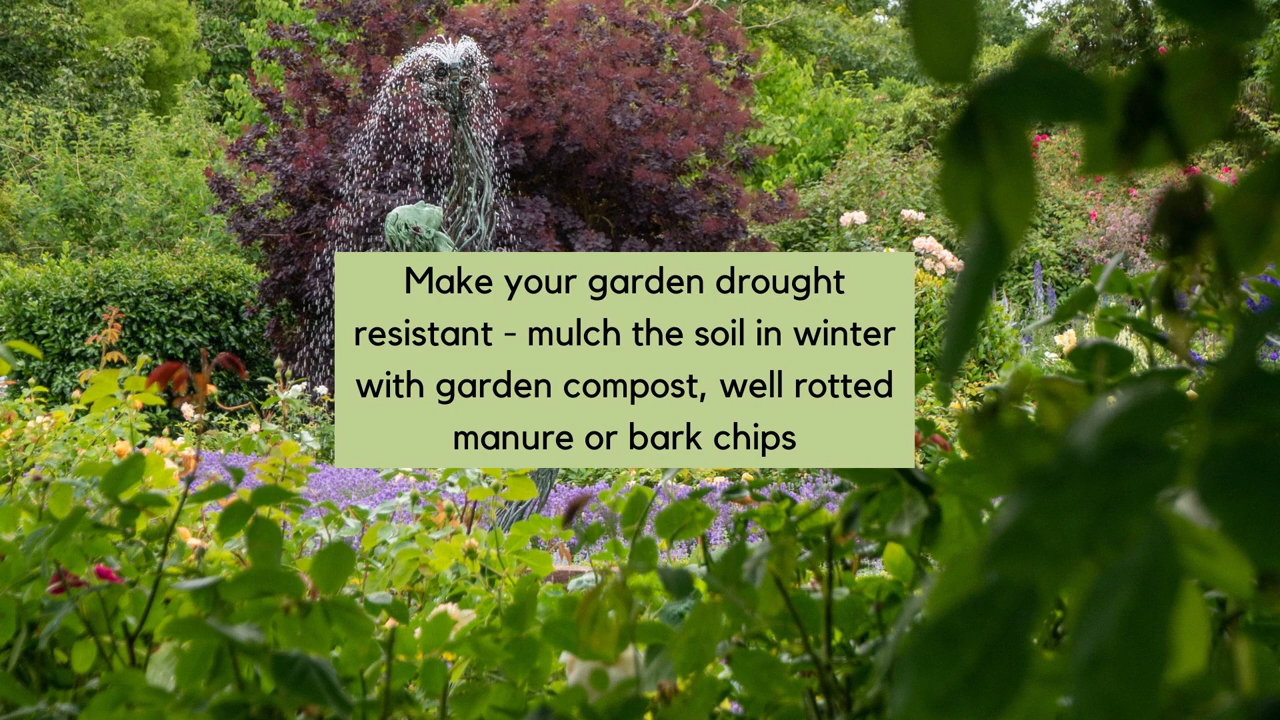 Make your garden drought
resistant - mulch the soil in winter
with garden compost, well rotted
manure or bark chips